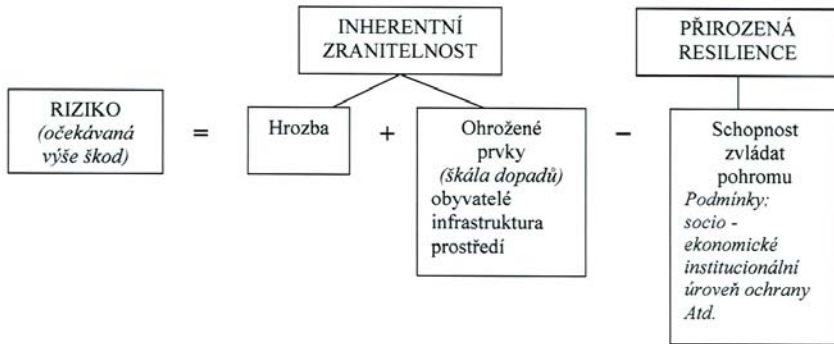 INHERENTNÍ
ZRANITELNOST
PŘIROZENÁ
RESILIENCE
RIZIKO
(očekávaná
výše škod)
=
Hrozba
+
Ohrožené
prvky
(škála dopadů)
obyvatelé
infrastruktura
prostředí
–
Schopnost
zvládat
pohromu
Podmínky:
socio -
ekonomické
institucionální
úroveň ochrany
Atd.